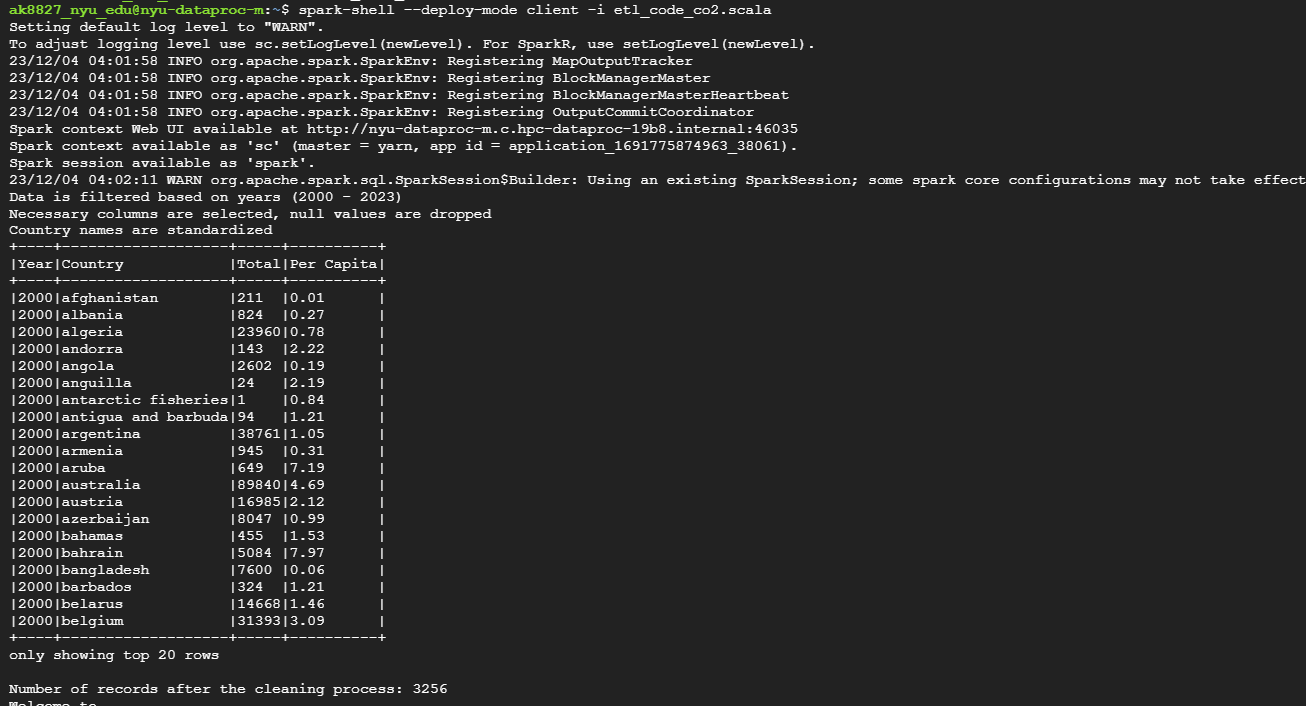 ak8827_nyu_edu@nyu-dataproc-m:~$ spark-shell --deploy-mode client -i etl_code_co2.scala
Setting default log level to "WARN".
To adjust logging level use sc.setLogLevel(newLevel). For SparkR, use setLogLevel(newLevel).
23/12/04 04:01:58 INFO org.apache.spark.SparkEnv: Registering MapOutputTracker
23/12/04 04:01:58 INFO org.apache.spark.SparkEnv: Registering BlockManagerMaster
23/12/04 04:01:58 INFO org.apache.spark.SparkEnv: Registering BlockManagerMasterHeartbeat
23/12/04 04:01:58 INFO org.apache.spark.SparkEnv: Registering OutputCommitCoordinator
Spark context Web UI available at http://nyu-dataproc-m.c.hpc-dataproc-19b8.internal:46035
Spark context available as 'sc' (master = yarn, app id = application_1691775874963_38061).
Spark session available as 'spark'.
23/12/04 04:02:11 WARN org.apache.spark.sql.SparkSession$Builder: Using an existing SparkSession; some spark core configurations may not take effect
Data is filtered based on years (2000 - 2023)
Necessary columns are selected, null values are dropped
Country names are standardized
+----+-------------------+-----+----------+
|Year|Country            |Total|Per Capita|
+----+-------------------+-----+----------+
|2000|afghanistan        |211  |0.01      |
|2000|albania            |824  |0.27      |
|2000|algeria            |23960|0.78      |
|2000|andorra            |143  |2.22      |
|2000|angola             |2602 |0.19      |
|2000|anguilla           |24   |2.19      |
|2000|antarctic fisheries|1    |0.84      |
|2000|antigua and barbuda|94   |1.21      |
|2000|argentina          |38761|1.05      |
|2000|armenia            |945  |0.31      |
|2000|aruba              |649  |7.19      |
|2000|australia          |89840|4.69      |
|2000|austria            |16985|2.12      |
|2000|azerbaijan         |8047 |0.99      |
|2000|bahamas            |455  |1.53      |
|2000|bahrain            |5084 |7.97      |
|2000|bangladesh         |7600 |0.06      |
|2000|barbados           |324  |1.21      |
|2000|belarus            |14668|1.46      |
|2000|belgium            |31393|3.09      |
+----+-------------------+-----+----------+
only showing top 20 rows
Number of records after the cleaning process: 3256
Welcome to